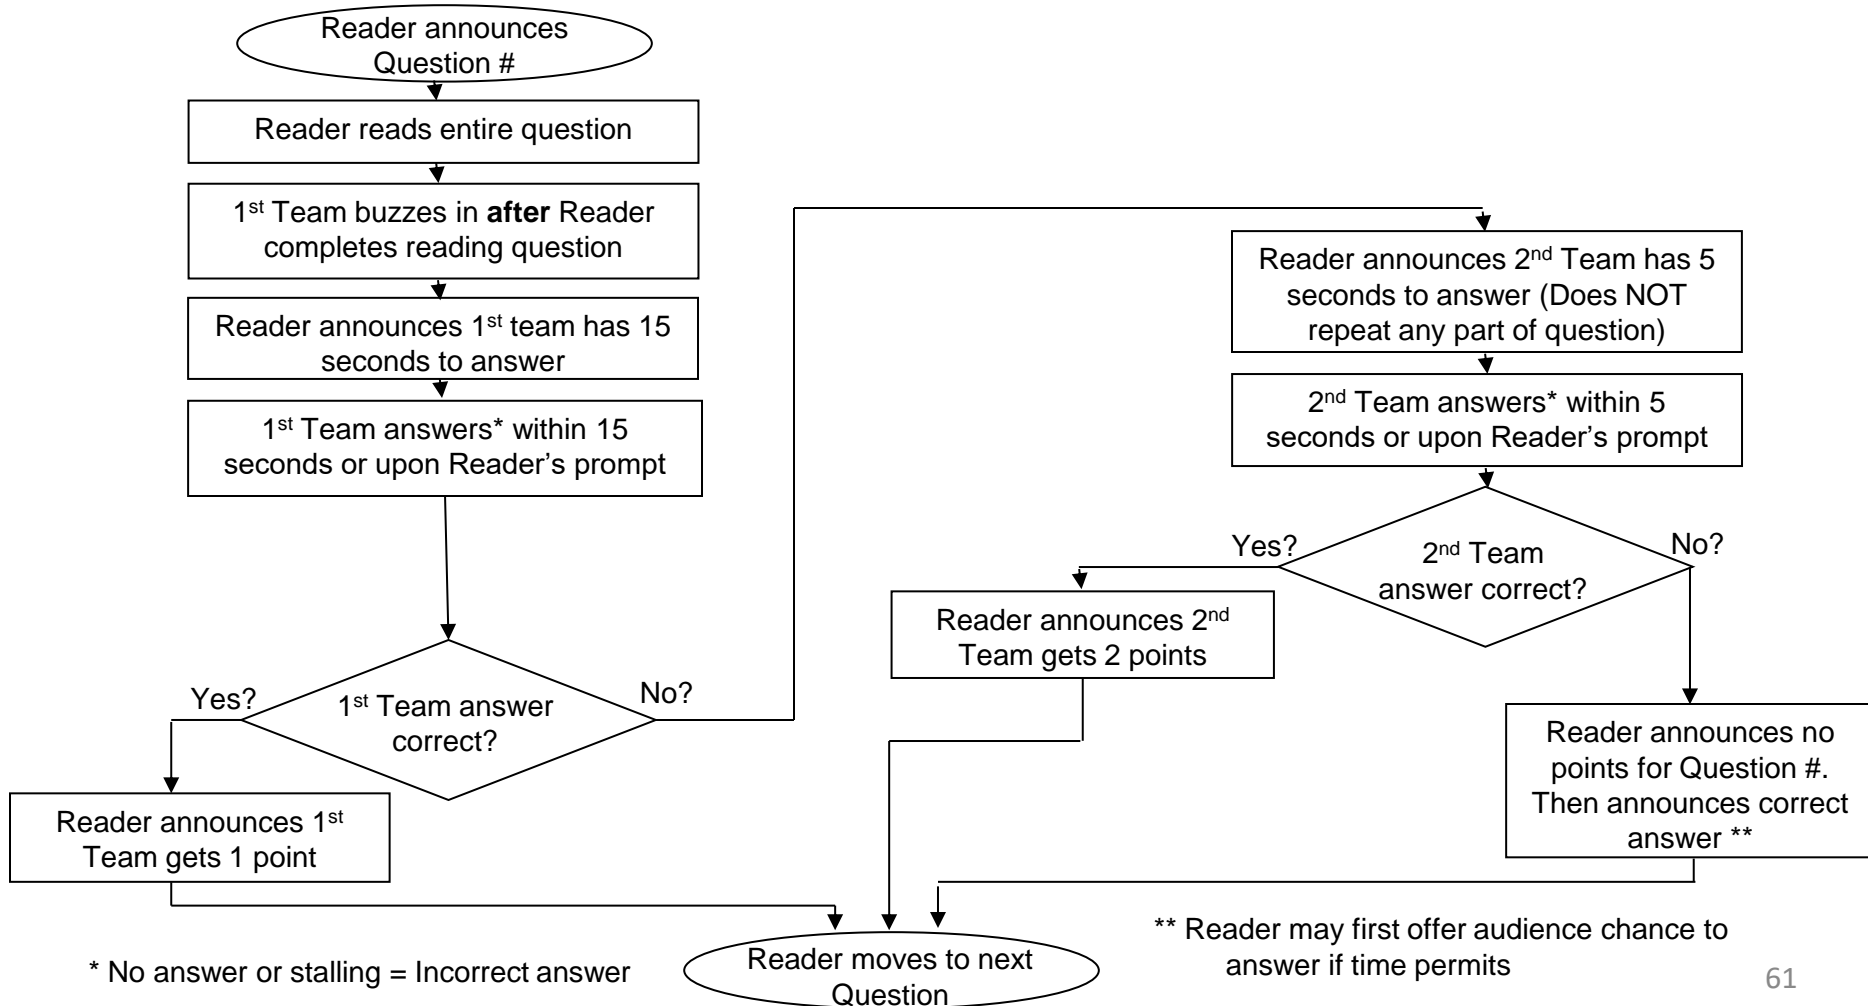 Reader announces
Question #
Reader reads entire question
1st Team buzzes in after Reader
completes reading question
Reader announces 1st team has 15
seconds to answer
1st Team answers* within 15
seconds or upon Reader’s prompt
Yes?
1st Team answer
correct?
No?
Reader announces 1st
Team gets 1 point
Reader announces 2nd Team has 5
seconds to answer (Does NOT
repeat any part of question)
2nd Team answers* within 5
seconds or upon Reader’s prompt
Yes?
2nd Team
answer correct?
No?
Reader announces 2nd
Team gets 2 points
Reader announces no
points for Question #.
Then announces correct
answer **
Reader moves to next
Question
* No answer or stalling = Incorrect answer
** Reader may first offer audience chance to
answer if time permits
61